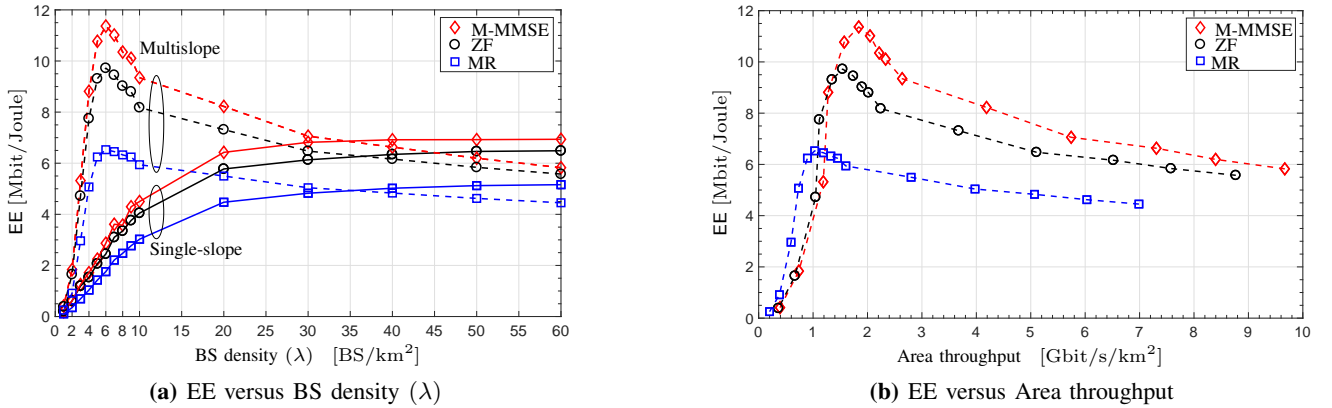 12
10
8
6
4
2
0
EE [Mbit/Joule]
Multislope
Single-slope
M-MMSE
ZF
MR
0 2 4 6 8 10 15 20 25 30 35 40 45 50 55 60
BS density (λ) [BS/km²]
(a) EE versus BS density (λ)
12
10
8
6
4
2
0
EE [Mbit/Joule]
M-MMSE
ZF
MR
0 1 2 3 4 5 6 7 8 9 10
Area throughput [Gbit/s/km²]
(b) EE versus Area throughput